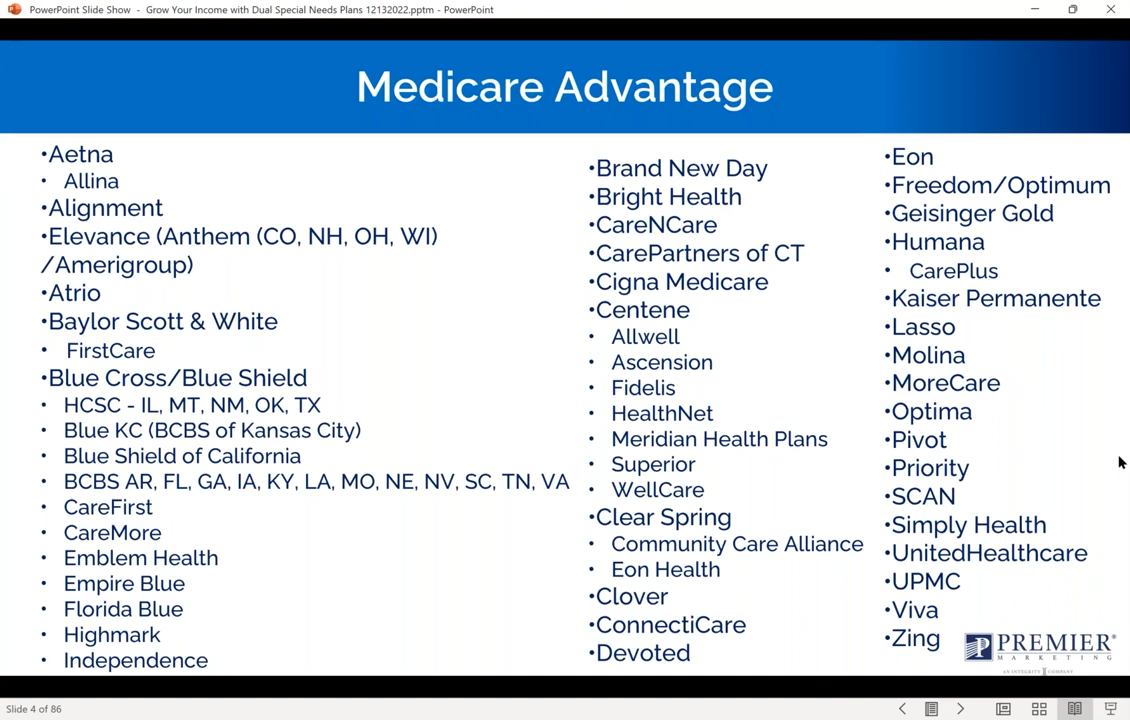 PowerPoint Slide Show - Grow Your Income with Dual Special Needs Plans 12132022.pptm - PowerPoint
Medicare Advantage
•Aetna
• Allina
•Alignment
•Elevance (Anthem (CO, NH, OH, WI)
/Amerigroup)
•Atrio
•Baylor Scott & White
• FirstCare
•Blue Cross/Blue Shield
• HCSC - IL, MT, NM, OK, TX
• Blue KC (BCBS of Kansas City)
• Blue Shield of California
• BCBS AR, FL, GA, IA, KY, LA, MO, NE, NV, SC, TN, VA
• CareFirst
• CareMore
• Emblem Health
• Empire Blue
• Florida Blue
• Highmark
• Independence
•Brand New Day
•Bright Health
•CareNCare
•CarePartners of CT
•Cigna Medicare
•Centene
• Allwell
• Ascension
• Fidelis
• HealthNet
• Meridian Health Plans
• Superior
• WellCare
•Clear Spring
• Community Care Alliance
• Eon Health
•Clover
•ConnectiCare
•Devoted
•Eon
•Freedom/Optimum
•Geisinger Gold
•Humana
• CarePlus
•Kaiser Permanente
•Lasso
•Molina
•MoreCare
•Optima
•Pivot
•Priority
•SCAN
•Simply Health
•UnitedHealthcare
•UPMC
•Viva
•Zing
PREMIER®
MARKETING
AN INTEGRITY COMPANY
Slide 4 of 86